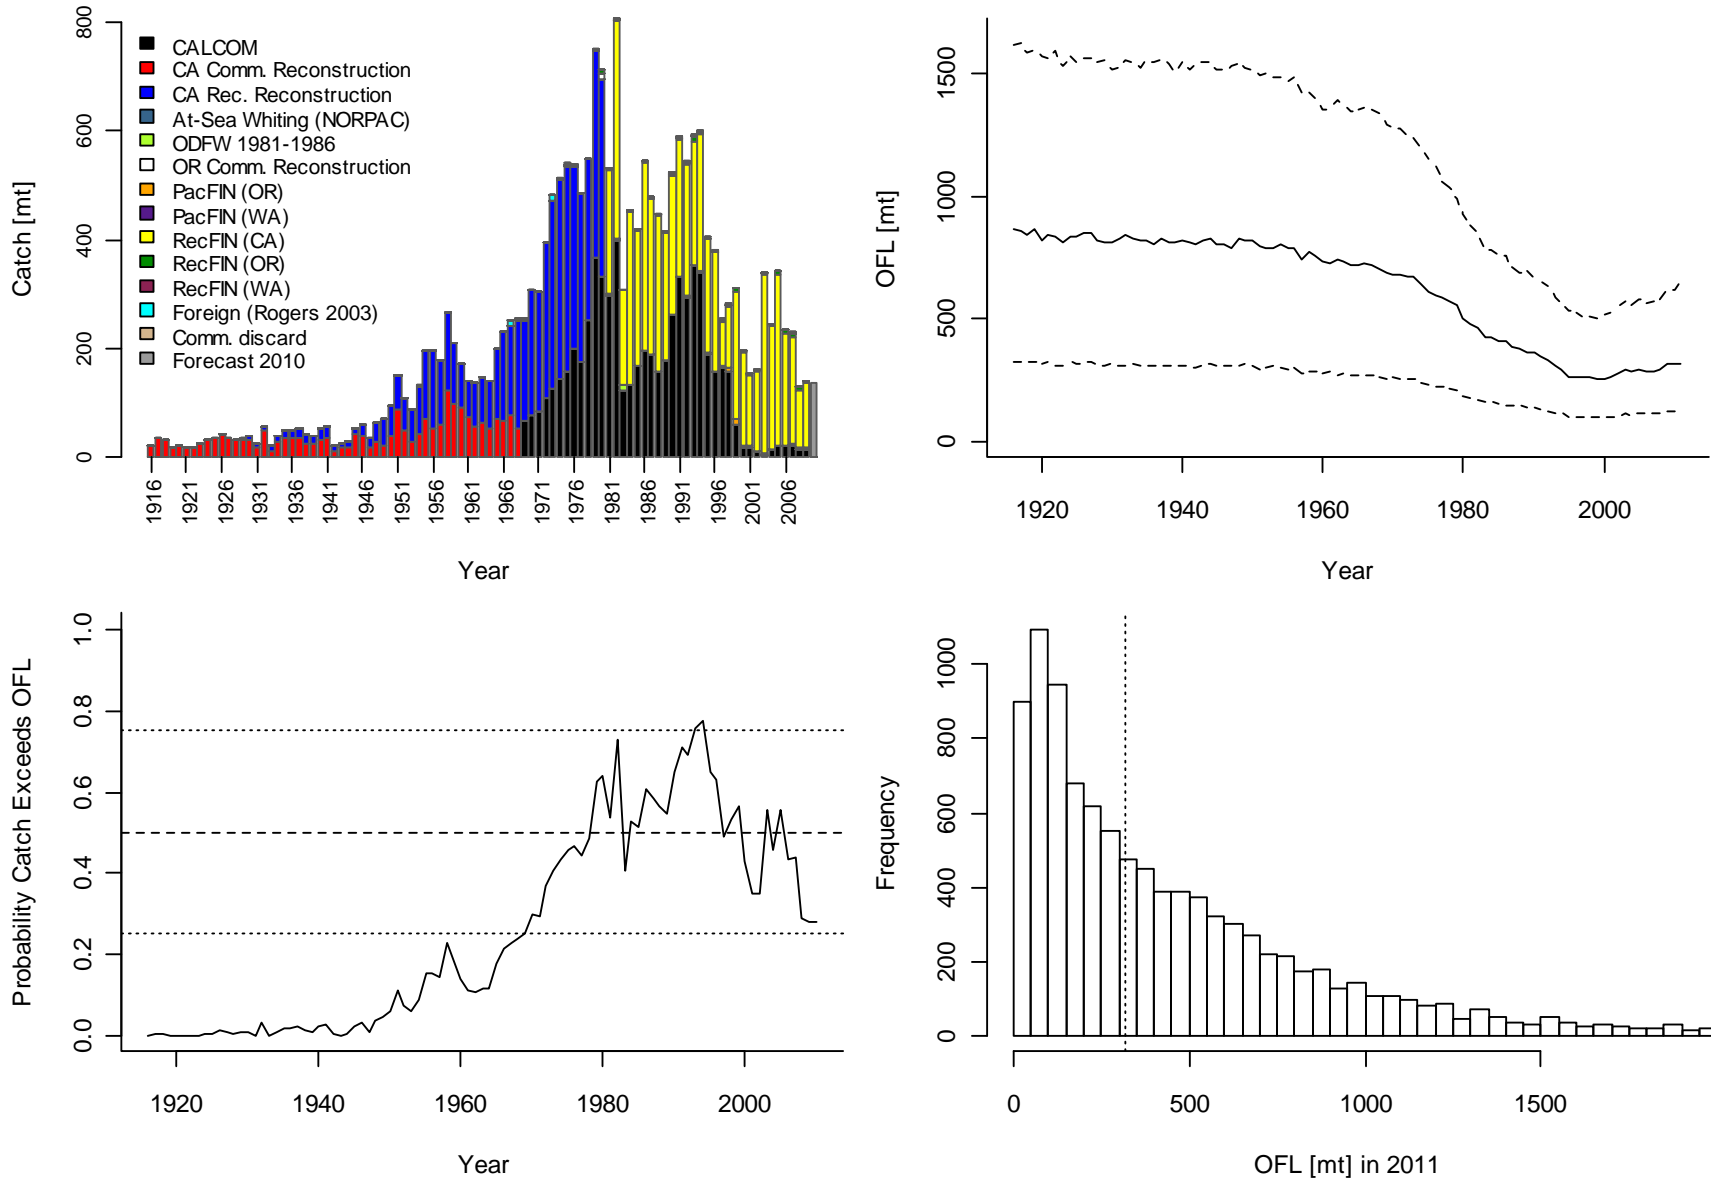 Catch [mt]
800
600
400
200
0
CALCOM
CA Comm. Reconstruction
CA Rec. Reconstruction
At-Sea Whiting (NORPAC)
ODFW 1981-1986
OR Comm. Reconstruction
PacFIN (OR)
PacFIN (WA)
RecFIN (CA)
RecFIN (OR)
RecFIN (WA)
Foreign (Rogers 2003)
Comm. discard
Forecast 2010
1916 1921 1926 1931 1936 1941 1946 1951 1956 1961 1966 1971 1976 1981 1986 1991 1996 2001 2006
Year
OFL [mt]
1500
1000
500
0
1920 1940 1960 1980 2000
Year
Probability Catch Exceeds OFL
1.0
0.8
0.6
0.4
0.2
0.0
1920 1940 1960 1980 2000
Year
Frequency
1000
800
600
400
200
0
0 500 1000 1500
OFL [mt] in 2011